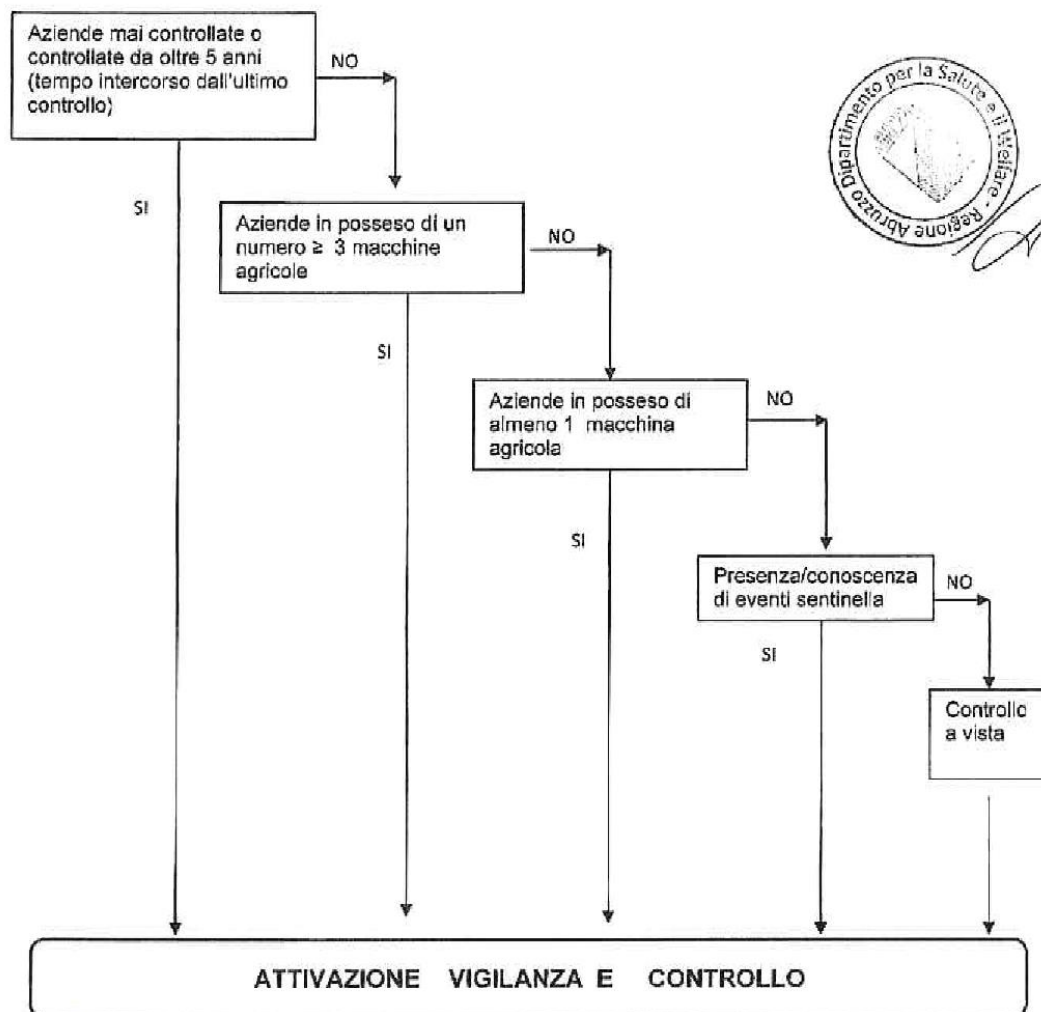 Aziende mai controllate o
controllate da oltre 5 anni
(tempo intercorso dall'ultimo
controllo)
NO
Dipartimento per la Salute e il Welfare - Regione Abruzzo
SI
Aziende in posseso di un
numero ≥ 3 macchine
agricole
NO
SI
Aziende in posseso di
almeno 1 macchina
agricola
NO
SI
Presenza/conoscenza
di eventi sentinella
NO
SI
Controllo
a vista
ATTIVAZIONE VIGILANZA E CONTROLLO